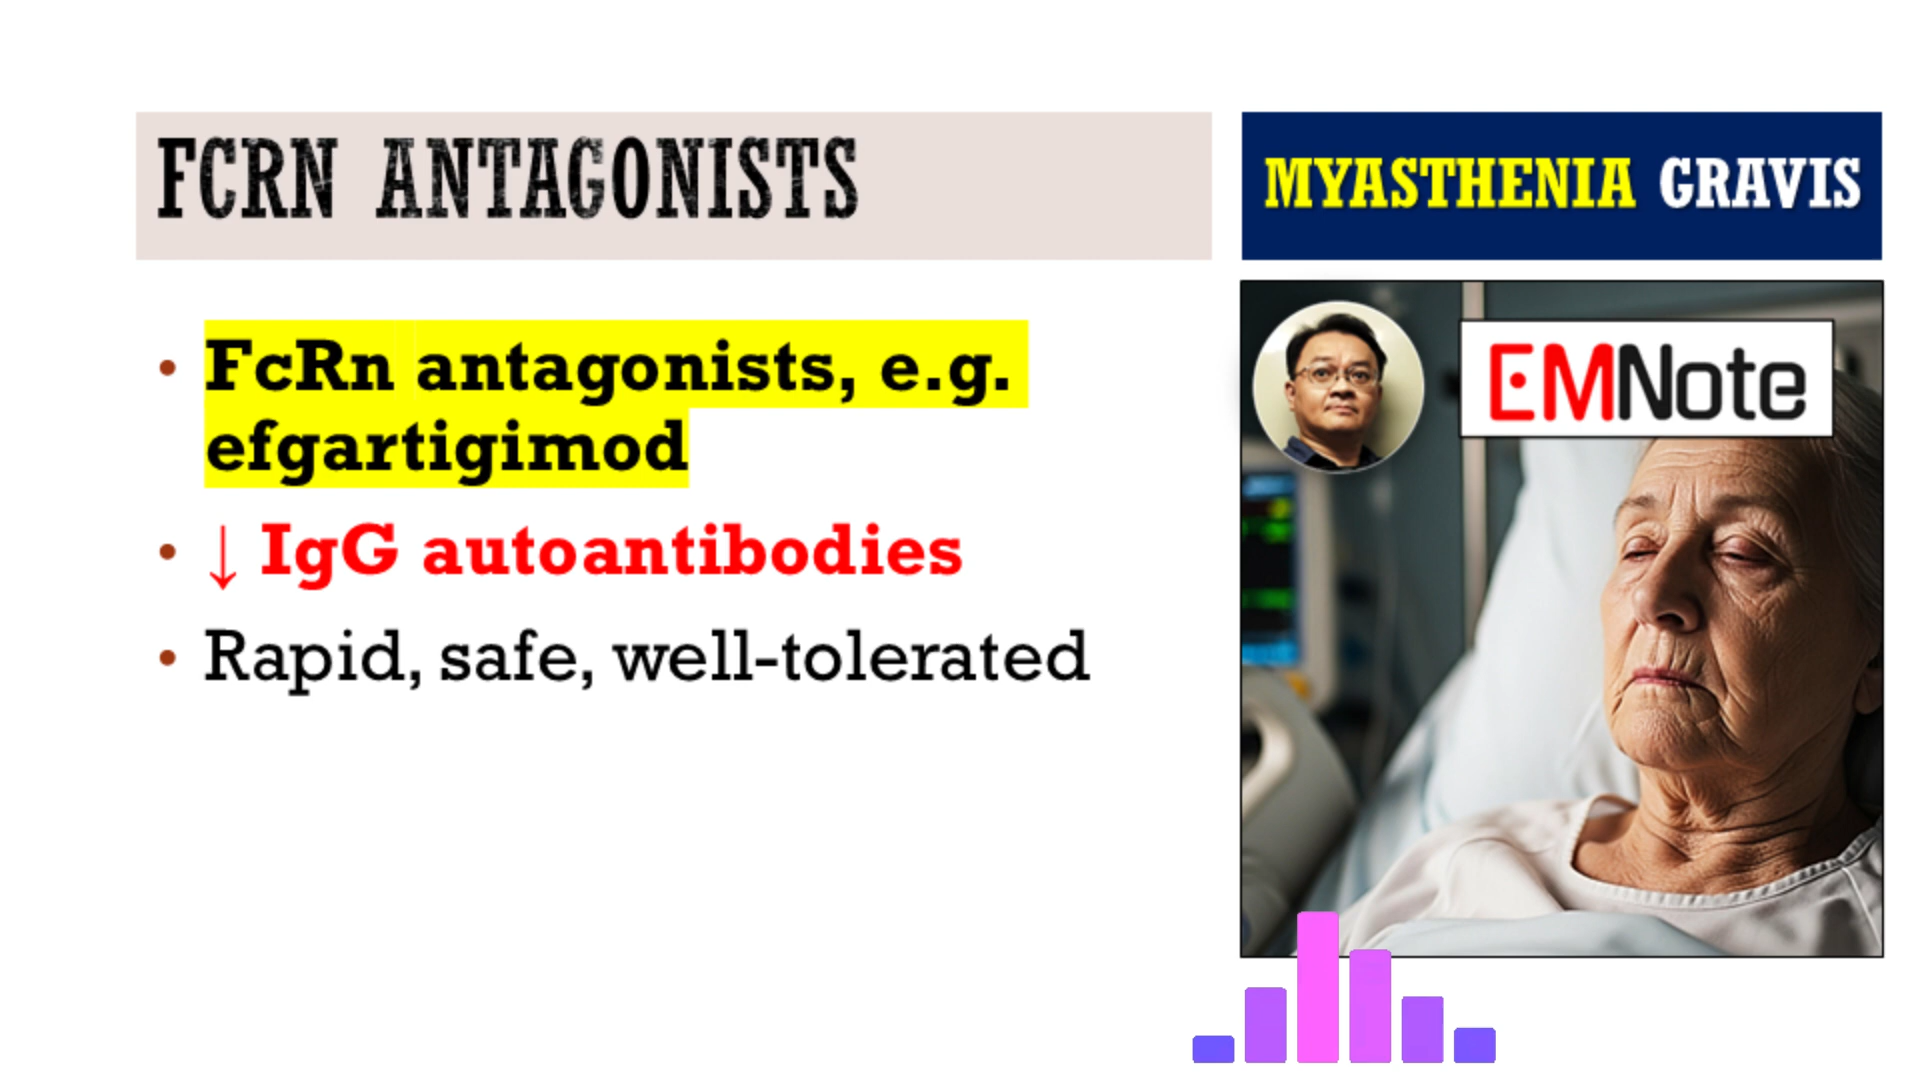 FCRN ANTAGONISTS
MYASTHENIA GRAVIS
EMNote
• FcRn antagonists, e.g.
efgartigimod
• ↓ IgG autoantibodies
• Rapid, safe, well-tolerated